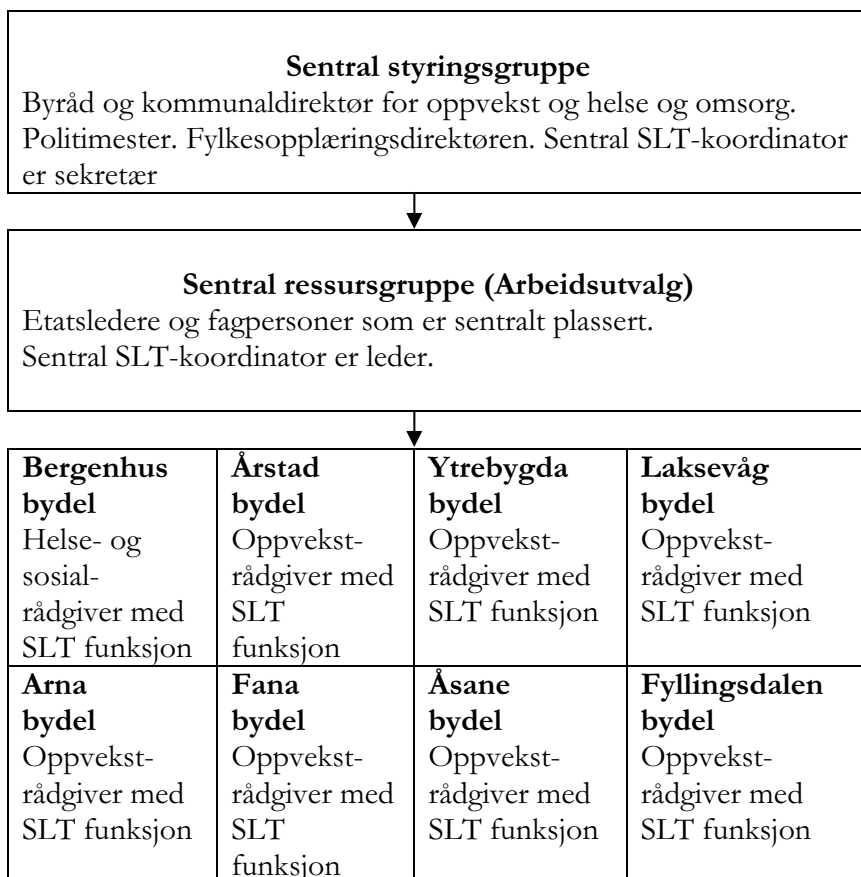 Sentral styringsgruppe
Byråd og kommunaldirektør for oppvekst og helse og omsorg.
Politimester. Fylkesopplæringsdirektøren. Sentral SLT-koordinator
er sekretær
Sentral ressursgruppe (Arbeidsutvalg)
Etatsledere og fagpersoner som er sentralt plassert.
Sentral SLT-koordinator er leder.
Bergenhus
bydel
Helse- og
sosial-
rådgiver med
SLT funksjon
Årstad
bydel
Oppvekst-
rådgiver med
SLT
funksjon
Ytrebygda
bydel
Oppvekst-
rådgiver med
SLT funksjon
Laksevåg
bydel
Oppvekst-
rådgiver med
SLT funksjon
Arna
bydel
Oppvekst-
rådgiver med
SLT funksjon
Fana
bydel
Oppvekst-
rådgiver med
SLT
funksjon
Åsane
bydel
Oppvekst-
rådgiver med
SLT funksjon
Fyllingsdalen
bydel
Oppvekst-
rådgiver med
SLT funksjon